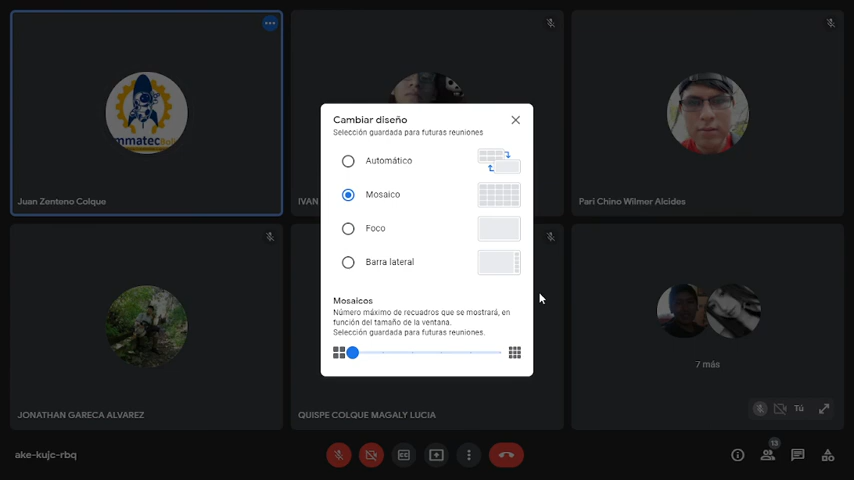 mmatec
Juan Zenteno Colque
IVAN
Pari Chino Wilmer Alcides
Cambiar diseño
Selección guardada para futuras reuniones
Automático
Mosaico
Foco
Barra lateral
Mosaicos
Número máximo de recuadros que se mostrará, en
función del tamaño de la ventana.
Selección guardada para futuras reuniones.
JONATHAN GARECA ALVAREZ
QUISPE COLQUE MAGALY LUCIA
7 más
Tú
ake-kujc-rbq
CC
13